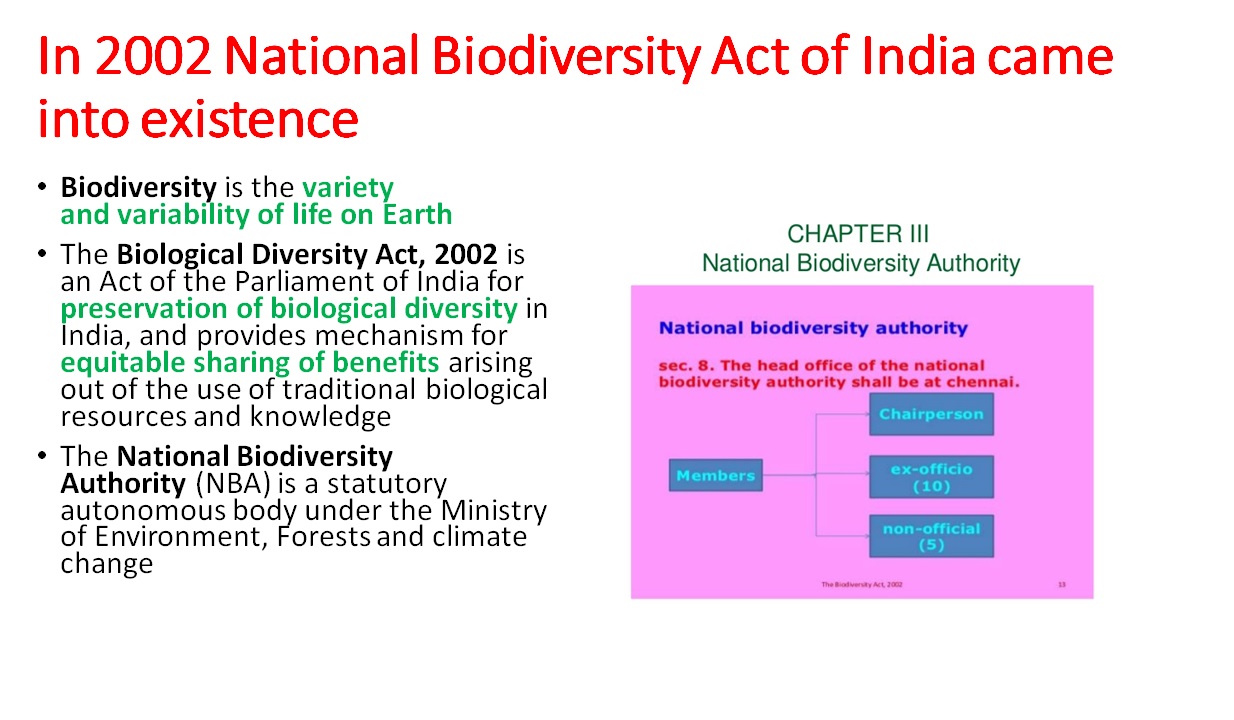 In 2002 National Biodiversity Act of India came
into existence
• Biodiversity is the variety
and variability of life on Earth
• The Biological Diversity Act, 2002 is
an Act of the Parliament of India for
preservation of biological diversity in
India, and provides mechanism for
equitable sharing of benefits arising
out of the use of traditional biological
resources and knowledge
• The National Biodiversity
Authority (NBA) is a statutory
autonomous body under the Ministry
of Environment, Forests and climate
change
CHAPTER III
National Biodiversity Authority
National biodiversity authority
sec. 8. The head office of the national
biodiversity authority shall be at chennai.
Chairperson
Members
ex-officio
(10)
non-official
(5)
The Biodiversity Act, 2002
13